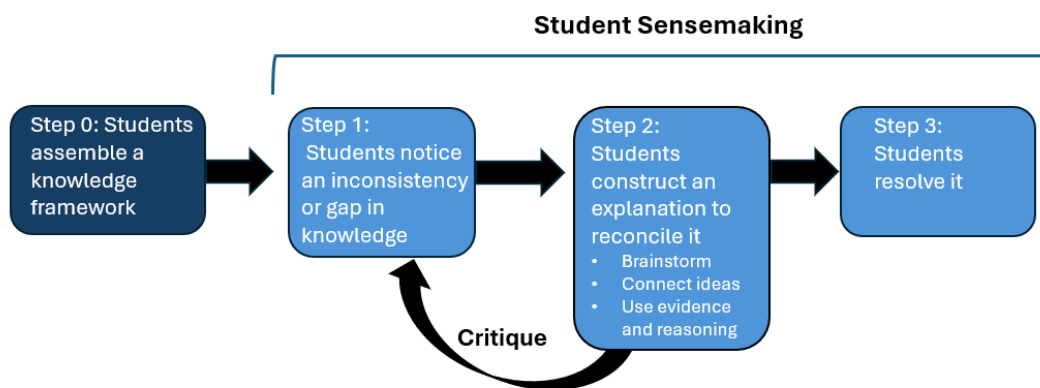 Student Sensemaking
Step 0: Students
assemble a
knowledge
framework
Step 1:
Students notice
an inconsistency
or gap in
knowledge
Step 2:
Students
construct an
explanation to
reconcile it
• Brainstorm
• Connect ideas
• Use evidence
and reasoning
Step 3:
Students
resolve it
Critique